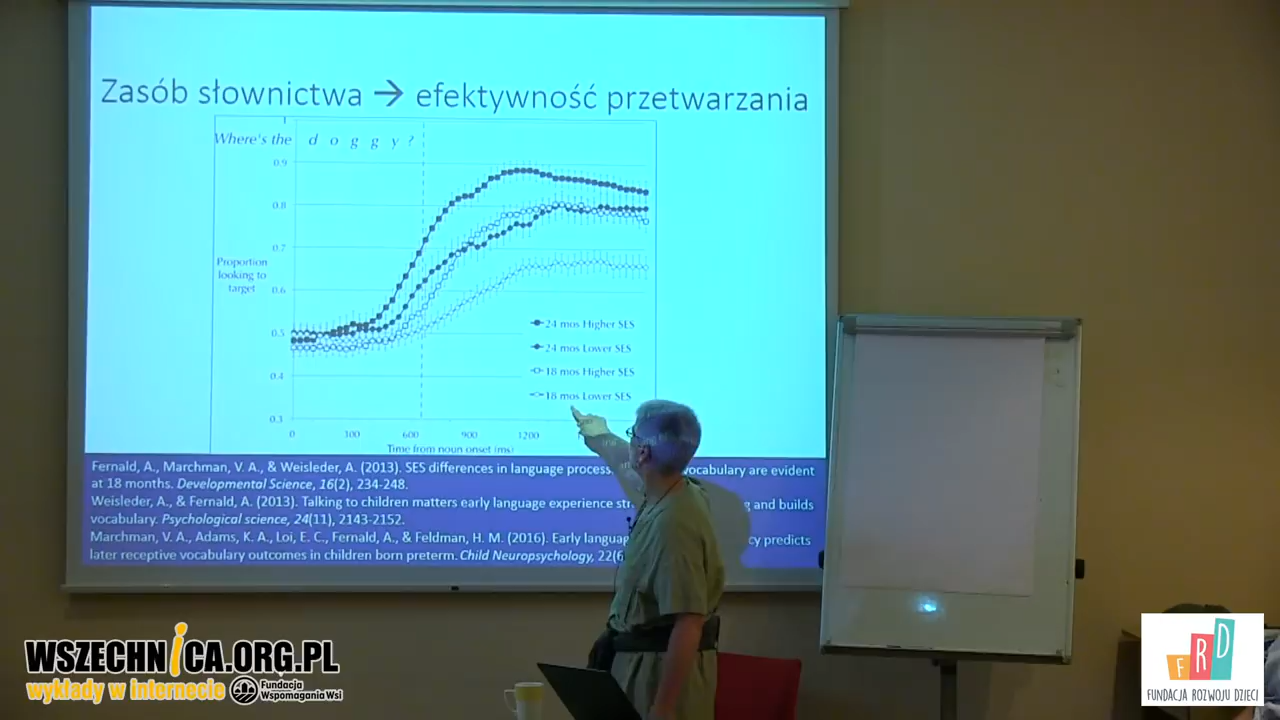 Zasób słownictwa → efektywność przetwarzania
1
Where's the d o g g y ?
0.9
0.8
0.7
Proportion
looking to
target
0.6
0.5
0.4
0.3
24 mos Higher SES
24 mos Lower SES
18 mos Higher SES
18 mos Lower SES
0 300 600 900 1200
Time from noun onset (ms)
Fernald, A., Marchman, V. A., & Weisleder, A. (2013). SES differences in language process vocabulary are evident
at 18 months. Developmental Science, 16(2), 234-248.
Weisleder, A., & Fernald, A. (2013). Talking to children matters early language experience and builds
vocabulary. Psychological science, 24(11), 2143-2152.
Marchman, V. A., Adams, K. A., Loi, E. C., Fernald, A., & Feldman, H. M. (2016). Early predicts
later receptive vocabulary outcomes in children born preterm. Child Neuropsychology, 22(6
WSZECHNICA.ORG.PL
wykłady w internecie
Fundacja
Wspomagania Wsi
FRD
FUNDACJA ROZWOJU DZIECI